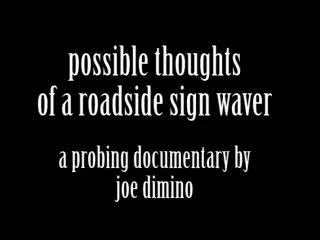 possible thoughts
of a roadside sign waver
a probing documentary by
joe dimino